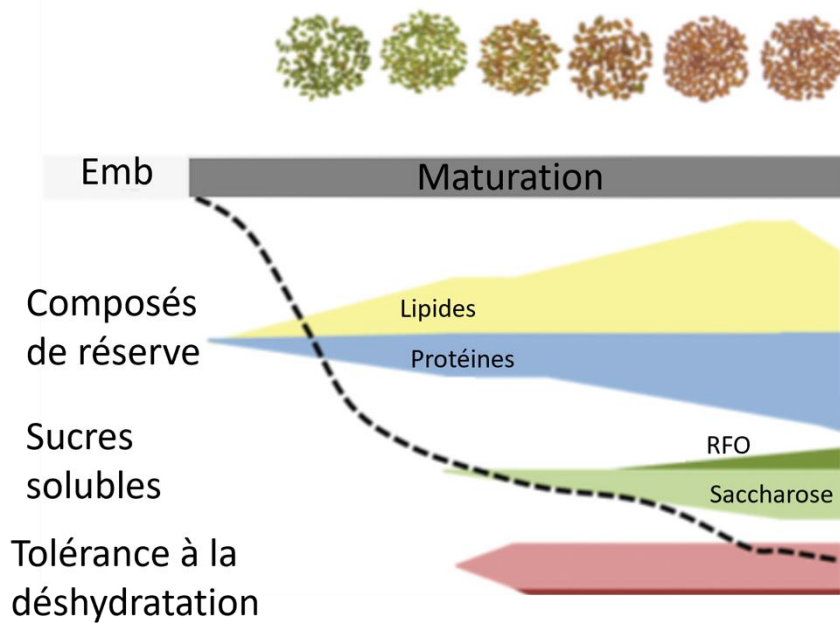 Emb
Maturation
Composés
de réserve
Lipides
Protéines
Sucres
solubles
RFO
Saccharose
Tolérance à la
déshydratation